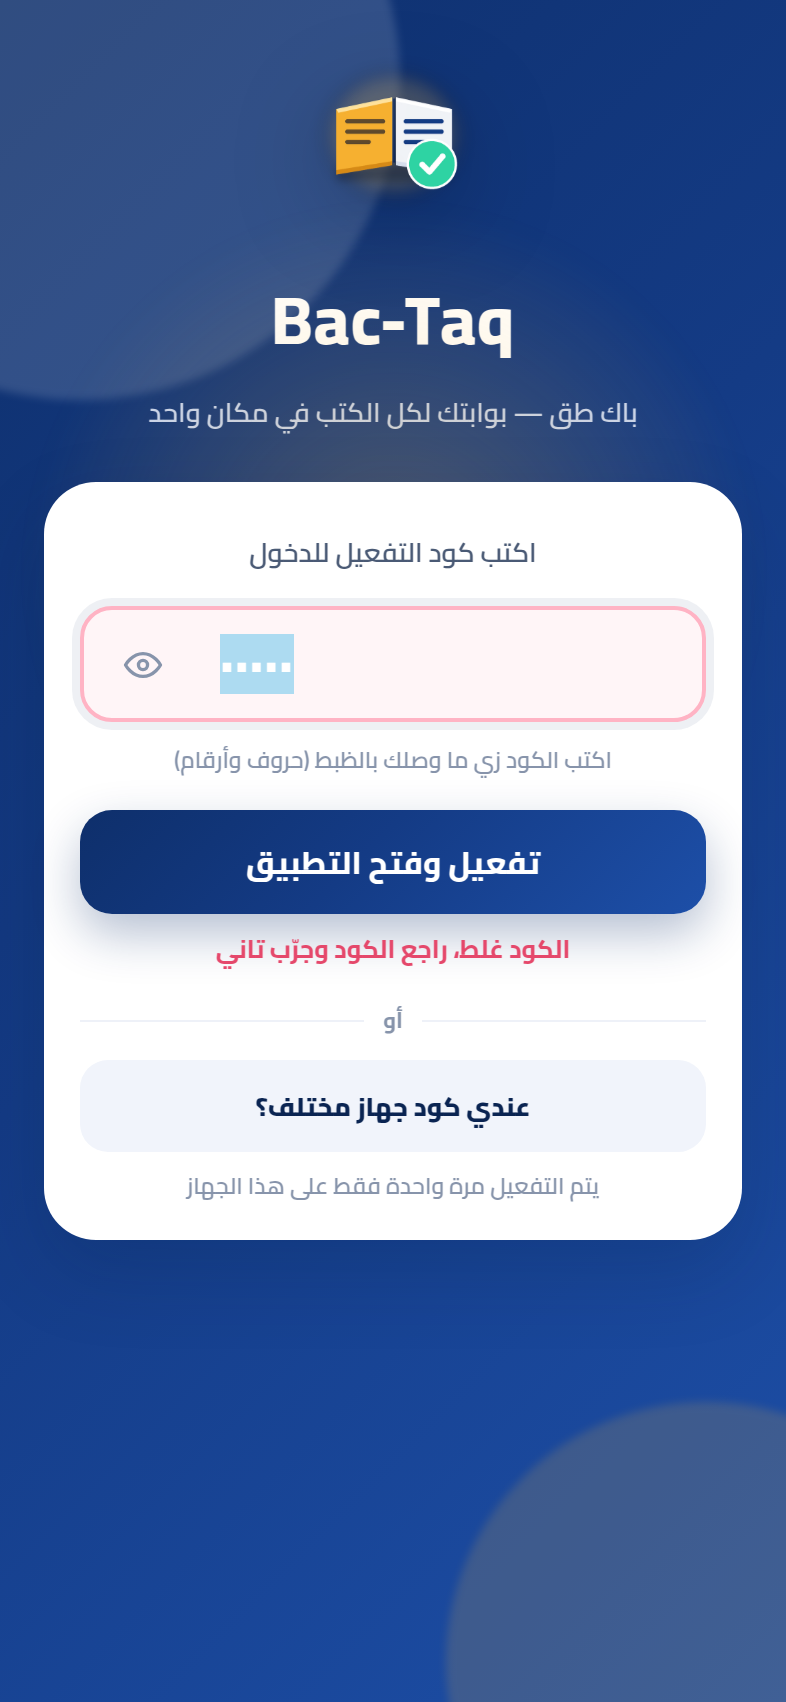 Bac-Taq
باك طق — بوابتك لكل الكتب في مكان واحد
اكتب كود التفعيل للدخول
اكتب الكود زي ما وصلك بالظبط (حروف وأرقام)
تفعيل وفتح التطبيق
الكود غلط، راجع الكود وجرّب تاني
أو
عندي كود جهاز مختلف؟
يتم التفعيل مرة واحدة فقط على هذا الجهاز